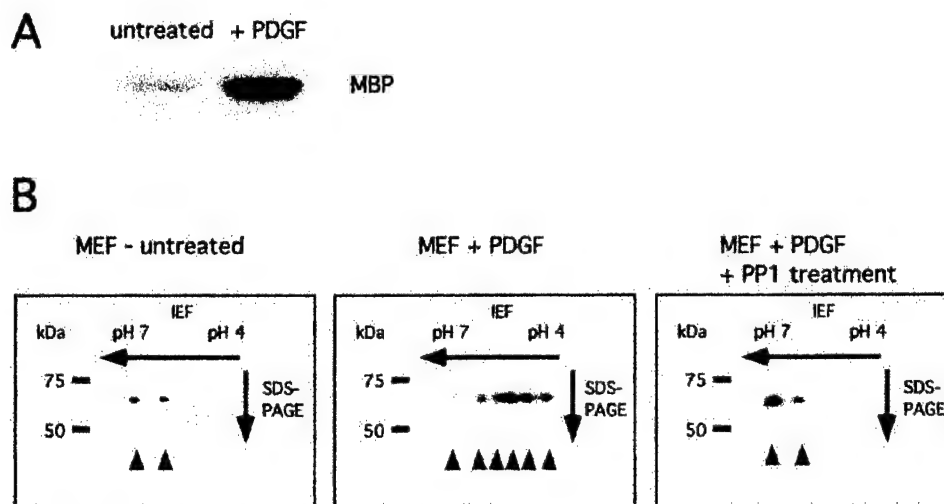 A
untreated + PDGF
MBP
B
MEF - untreated
MEF + PDGF
MEF + PDGF
+ PP1 treatment
IEF
kDa pH 7 pH 4
75
SDS-
PAGE
50
IEF
kDa pH 7 pH 4
75
SDS-
PAGE
50
IEF
kDa pH 7 pH 4
75
SDS-
PAGE
50